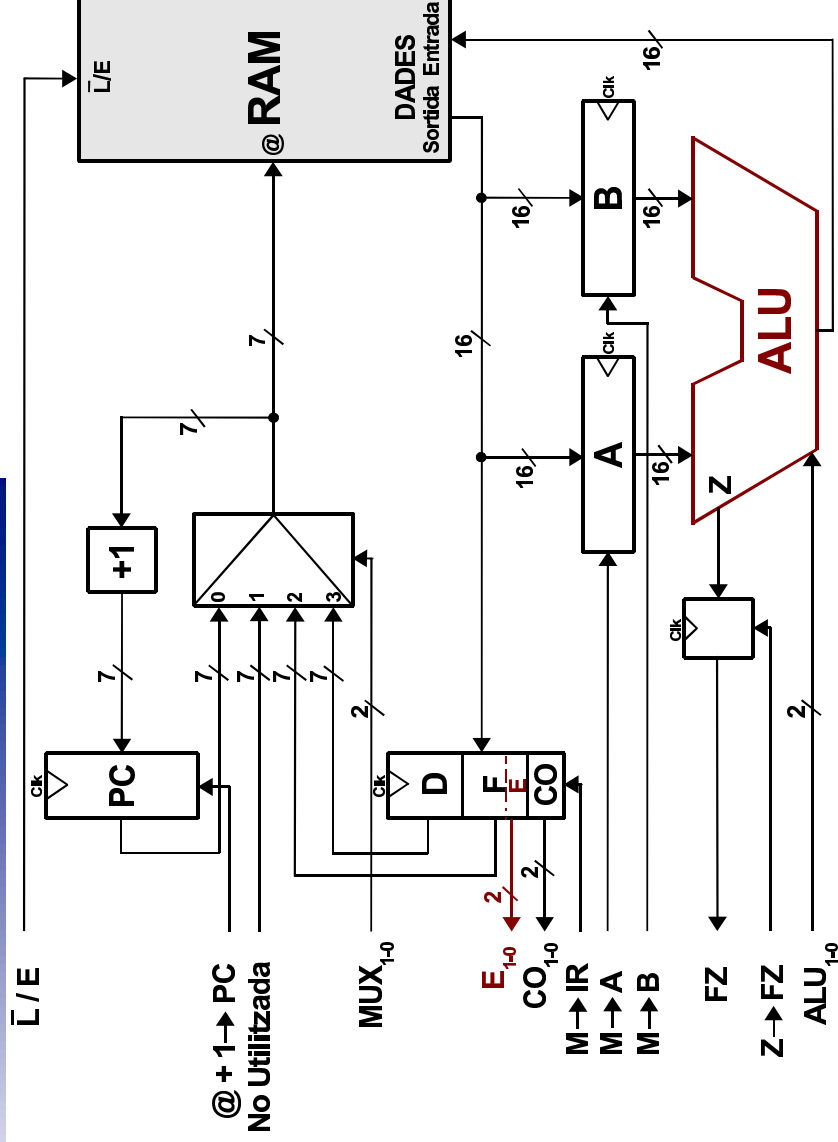 L / E
@ + 1→ PC
No Utilitzada
MUX1-0
E1-0
CO1-0
M→IR
M→A
M→B
FZ
Z→FZ
ALU1-0
Clk
PC
7
+1
7
7
7
7
7
7
0
1
2
3
2
Clk
D
F
E
CO
2
2
7
L/E
@ RAM
DADES
Sortida Entrada
16
16
16
16
A
Clk
B
Clk
16
16
Z
ALU
Clk
2